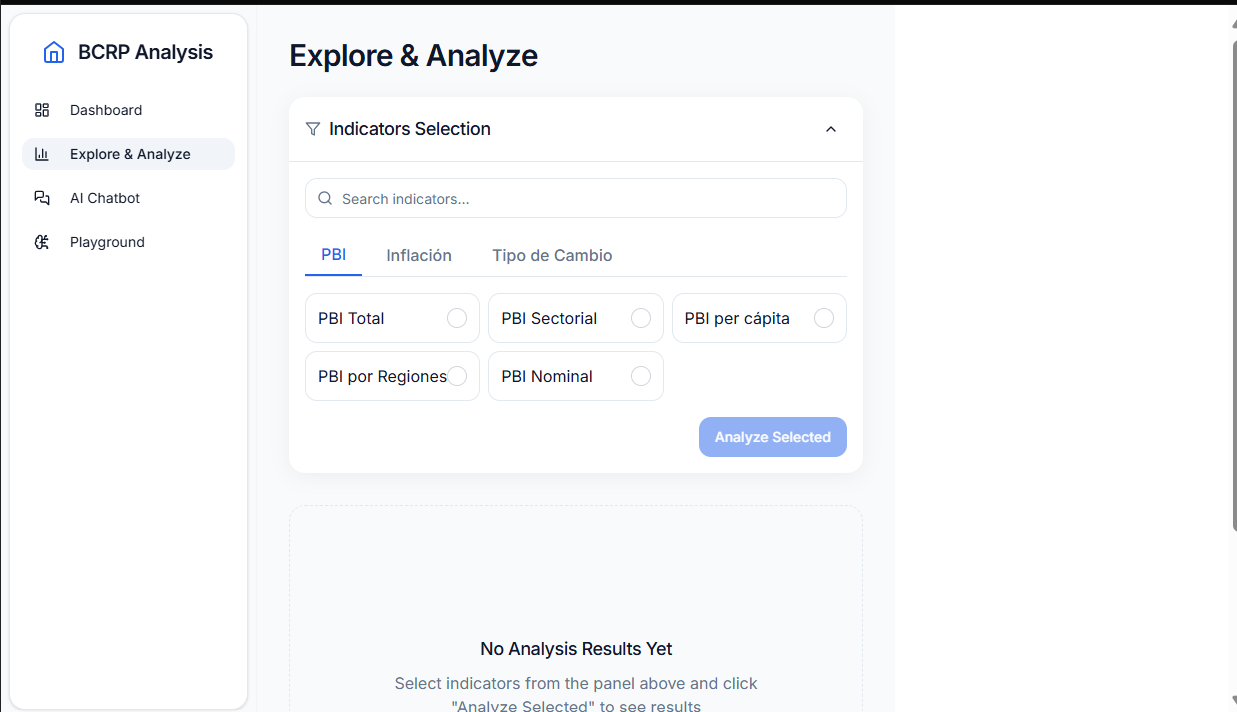 BCRP Analysis
Dashboard
Explore & Analyze
AI Chatbot
Playground
Explore & Analyze
Indicators Selection
Search indicators...
PBI Inflación Tipo de Cambio
PBI Total PBI Sectorial PBI per cápita
PBI por Regiones PBI Nominal
Analyze Selected
No Analysis Results Yet
Select indicators from the panel above and click
"Analyze Selected" to see results